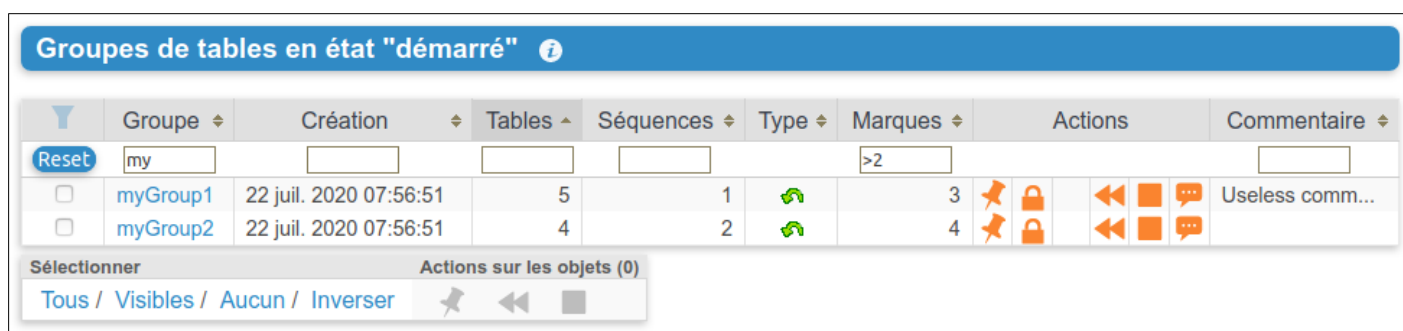 Groupes de tables en état "démarré"
Groupe Création Tables Séquences Type Marques Actions Commentaire
Reset my >2
myGroup1 22 juil. 2020 07:56:51 5 1 3 Useless comm...
myGroup2 22 juil. 2020 07:56:51 4 2 4
Sélectionner Actions sur les objets (0)
Tous / Visibles / Aucun / Inverser